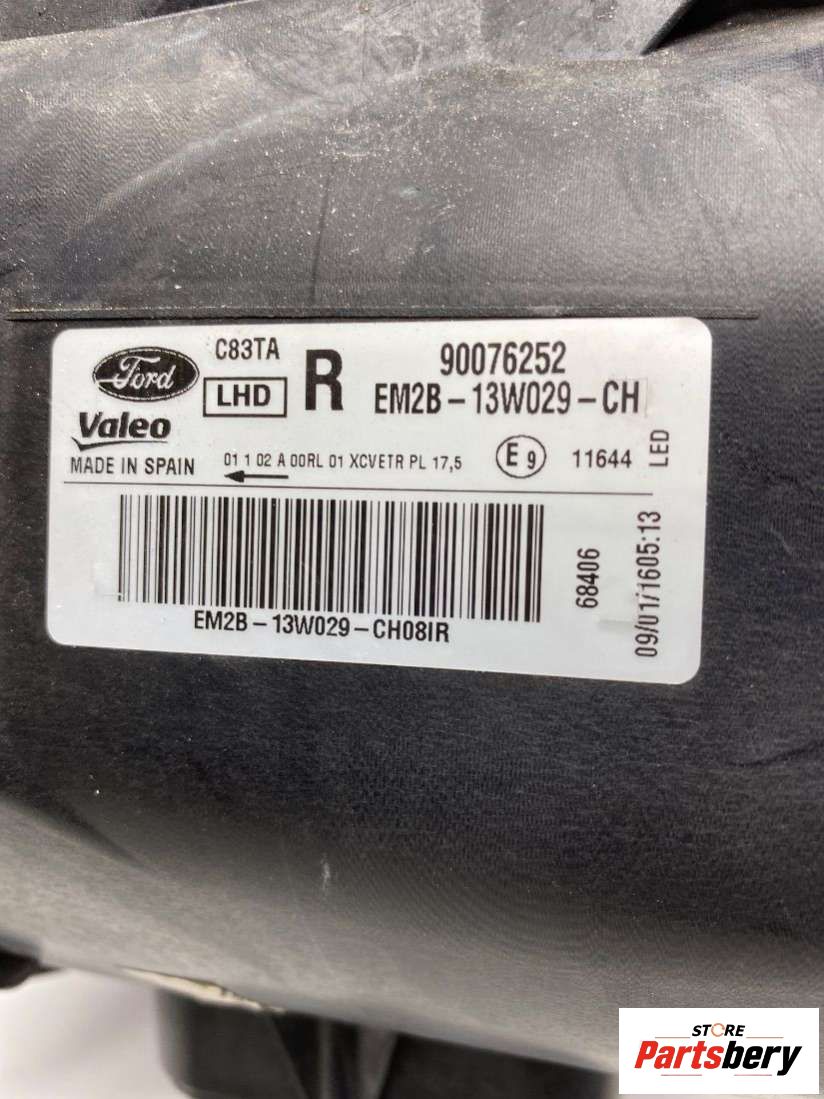 Ford
C83TA
LHD
R
90076252
EM2B-13W029-CH
Valeo
MADE IN SPAIN
01 1 02 A 00RL 01 XCVETR PL 17,5
E9
11644
LED
EM2B-13W029-CH08IR
68406
09/01/1605:13
STORE
Partsbery